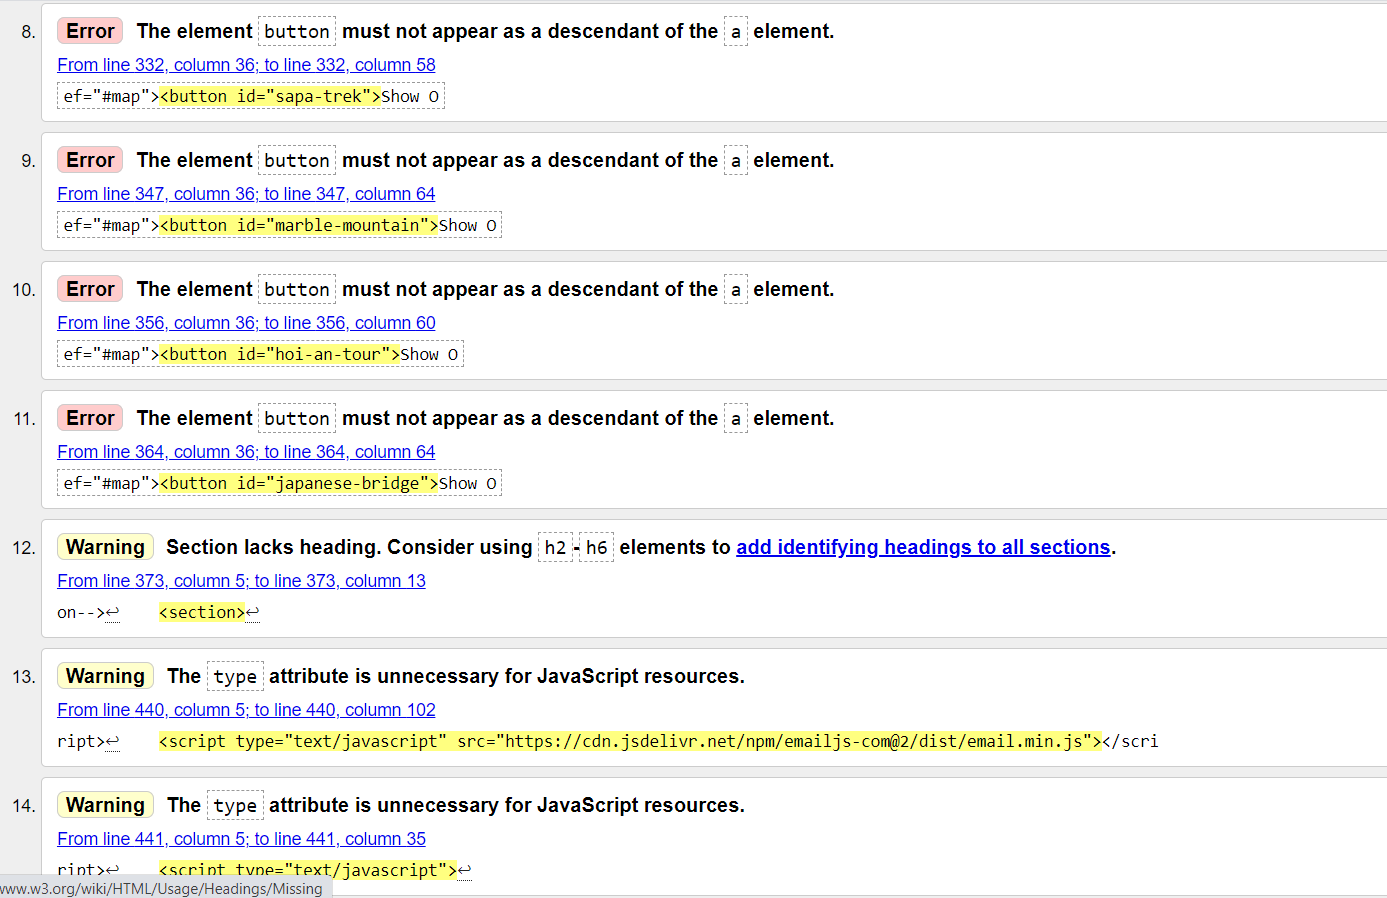 8. Error The element button must not appear as a descendant of the a element.
From line 332, column 36; to line 332, column 58
ef="#map"><button id="sapa-trek">Show O
9. Error The element button must not appear as a descendant of the a element.
From line 347, column 36; to line 347, column 64
ef="#map"><button id="marble-mountain">Show O
10. Error The element button must not appear as a descendant of the a element.
From line 356, column 36; to line 356, column 60
ef="#map"><button id="hoi-an-tour">Show O
11. Error The element button must not appear as a descendant of the a element.
From line 364, column 36; to line 364, column 64
ef="#map"><button id="japanese-bridge">Show O
12. Warning Section lacks heading. Consider using h2-h6 elements to add identifying headings to all sections.
From line 373, column 5; to line 373, column 13
on-->↩ <section>↩
13. Warning The type attribute is unnecessary for JavaScript resources.
From line 440, column 5; to line 440, column 102
ript>↩ <script type="text/javascript" src="https://cdn.jsdelivr.net/npm/emailjs-com@2/dist/email.min.js"></scri
14. Warning The type attribute is unnecessary for JavaScript resources.
From line 441, column 5; to line 441, column 35
ript>↩ <script type="text/javascript">↩
www.w3.org/wiki/HTML/Usage/Headings/Missing